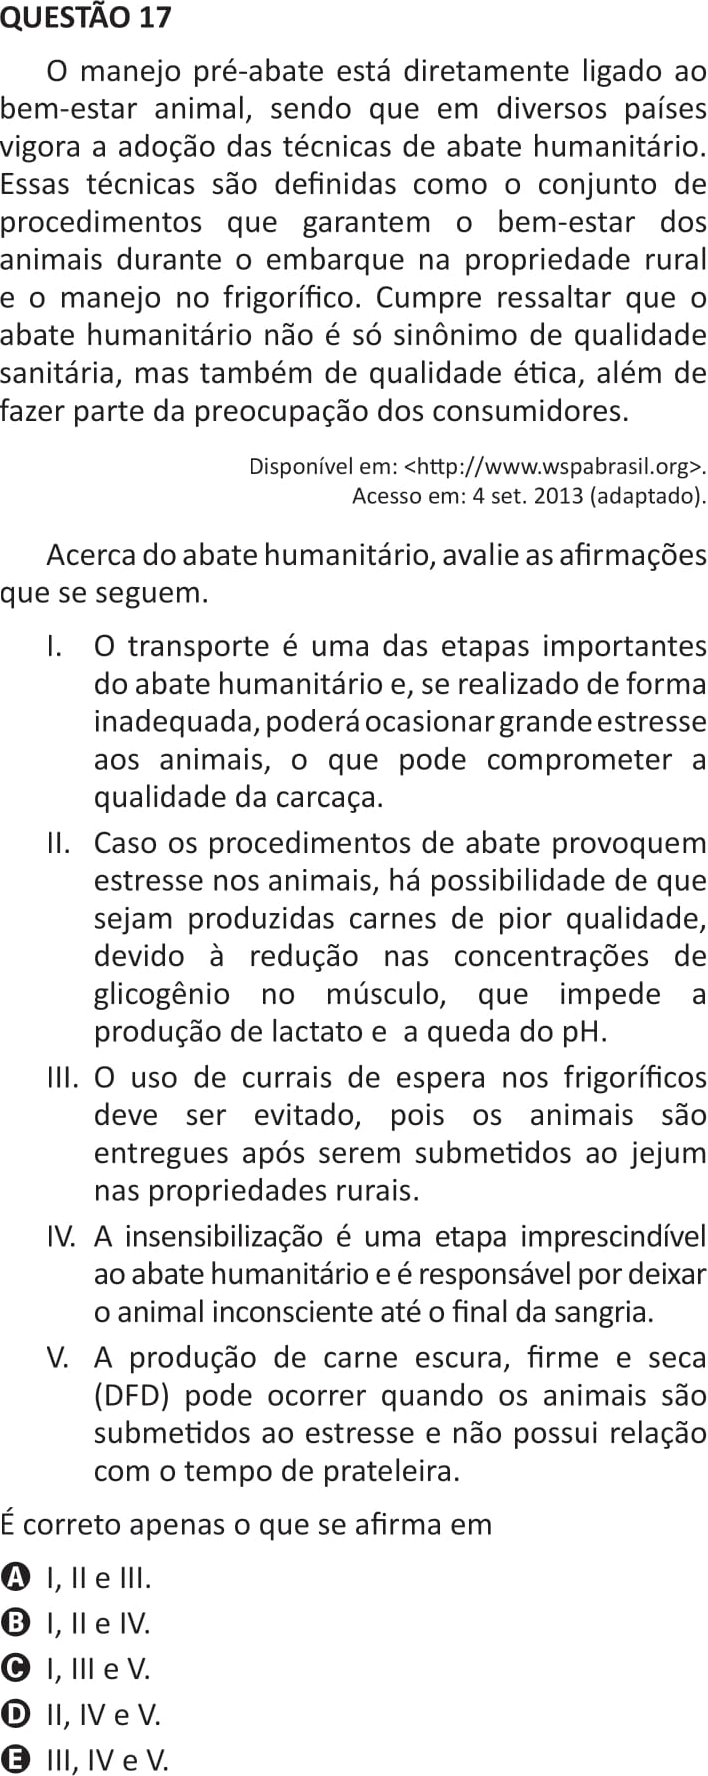 QUESTÃO 17
O manejo pré-abate está diretamente ligado ao
bem-estar animal, sendo que em diversos países
vigora a adoção das técnicas de abate humanitário.
Essas técnicas são definidas como o conjunto de
procedimentos que garantem o bem-estar dos
animais durante o embarque na propriedade rural
e o manejo no frigorífico. Cumpre ressaltar que o
abate humanitário não é só sinônimo de qualidade
sanitária, mas também de qualidade ética, além de
fazer parte da preocupação dos consumidores.
Disponível em: <http://www.wspabrasil.org>.
Acesso em: 4 set. 2013 (adaptado).
Acerca do abate humanitário, avalie as afirmações
que se seguem.
I. O transporte é uma das etapas importantes
do abate humanitário e, se realizado de forma
inadequada, poderá ocasionar grande estresse
aos animais, o que pode comprometer a
qualidade da carcaça.
II. Caso os procedimentos de abate provoquem
estresse nos animais, há possibilidade de que
sejam produzidas carnes de pior qualidade,
devido à redução nas concentrações de
glicogênio no músculo, que impede a
produção de lactato e a queda do pH.
III. O uso de currais de espera nos frigoríficos
deve ser evitado, pois os animais são
entregues após serem submetidos ao jejum
nas propriedades rurais.
IV. A insensibilização é uma etapa imprescindível
ao abate humanitário e é responsável por deixar
o animal inconsciente até o final da sangria.
V. A produção de carne escura, firme e seca
(DFD) pode ocorrer quando os animais são
submetidos ao estresse e não possui relação
com o tempo de prateleira.
É correto apenas o que se afirma em
A I, II e III.
B I, II e IV.
C I, III e V.
D II, IV e V.
E III, IV e V.